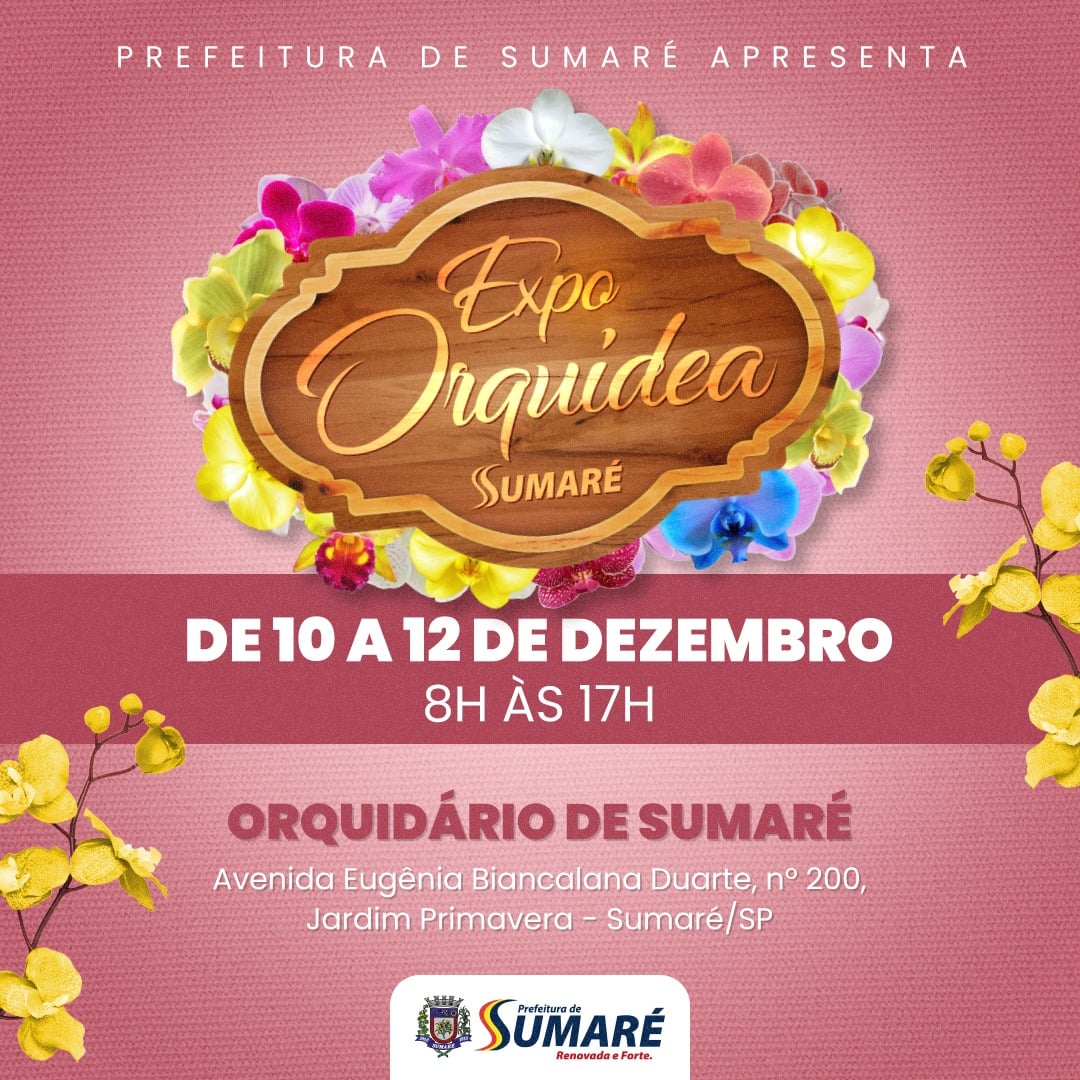 PREFEITURA DE SUMARÉ APRESENTA
Expo
Orquídea
SUMARÉ
DE 10 A 12 DE DEZEMBRO
8H ÀS 17H
ORQUIDÁRIO DE SUMARÉ
Avenida Eugênia Biancalana Duarte, nº 200,
Jardim Primavera - Sumaré/SP
Prefeitura de
SUMARÉ
Renovada e Forte.
SUMARÉ